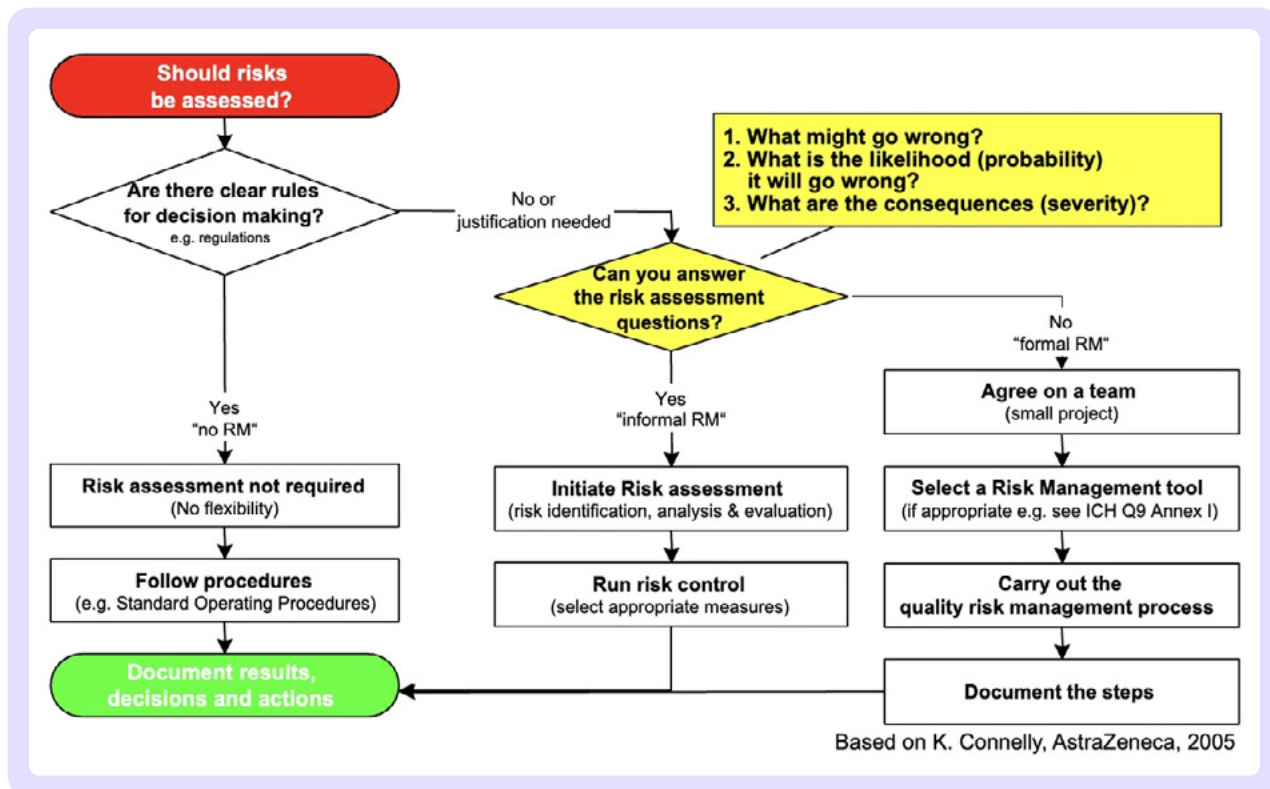 Should risks
be assessed?
Are there clear rules
for decision making?
e.g. regulations
No or
justification needed
1. What might go wrong?
2. What is the likelihood (probability)
it will go wrong?
3. What are the consequences (severity)?
Can you answer
the risk assessment
questions?
Yes
“no RM“
Yes
“informal RM“
No
“formal RM“
Risk assessment not required
(No flexibility)
Follow procedures
(e.g. Standard Operating Procedures)
Initiate Risk assessment
(risk identification, analysis & evaluation)
Run risk control
(select appropriate measures)
Agree on a team
(small project)
Select a Risk Management tool
(if appropriate e.g. see ICH Q9 Annex I)
Carry out the
quality risk management process
Document the steps
Document results,
decisions and actions
Based on K. Connelly, AstraZeneca, 2005